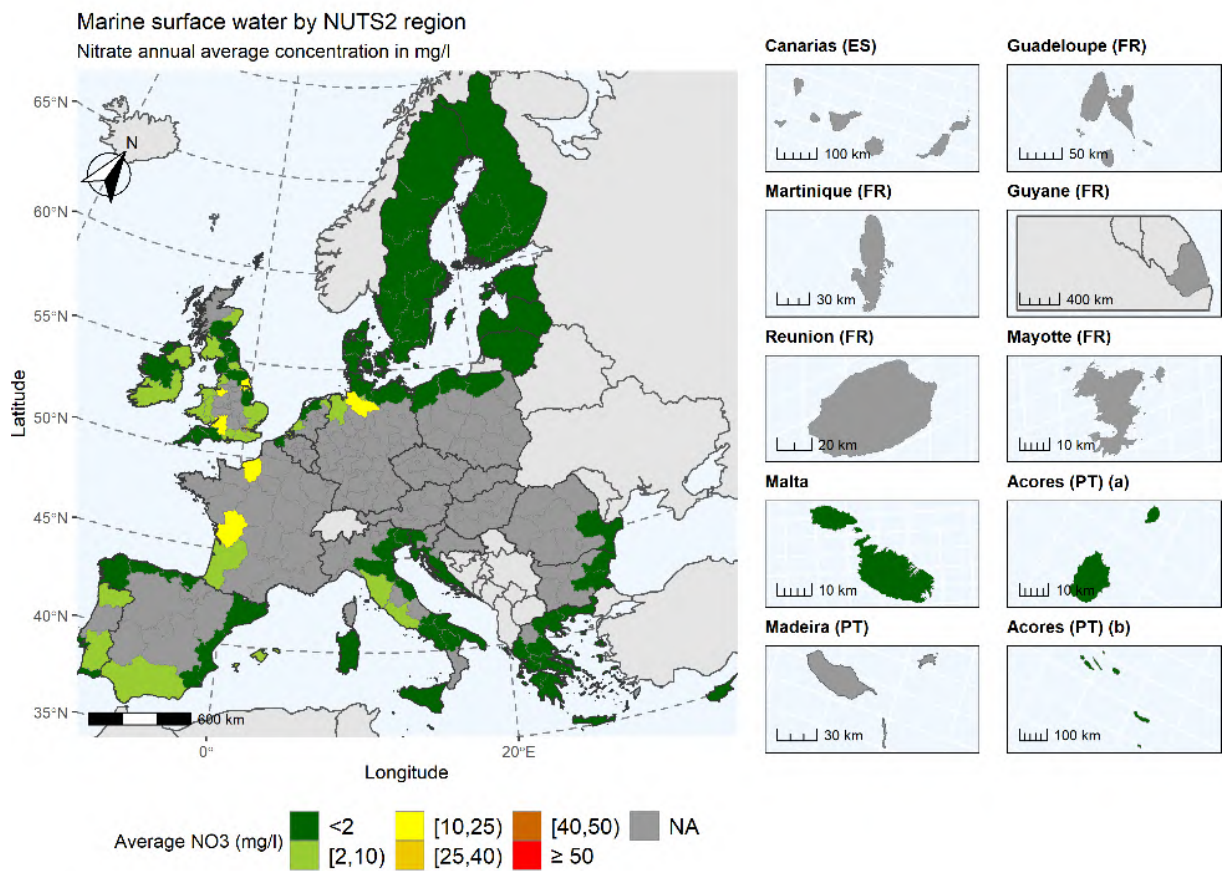 Marine surface water by NUTS2 region
Nitrate annual average concentration in mg/l
65°N
60°N
55°N
50°N
45°N
40°N
35°N
Latitude
N
600 km
0°
20°E
Longitude
Canarias (ES)
100 km
Guadeloupe (FR)
50 km
Martinique (FR)
30 km
Guyane (FR)
400 km
Reunion (FR)
20 km
Mayotte (FR)
10 km
Malta
10 km
Acores (PT) (a)
10 km
Madeira (PT)
30 km
Acores (PT) (b)
100 km
Average NO3 (mg/l)
<2
[10,25)
[40,50)
NA
[2,10)
[25,40)
≥ 50